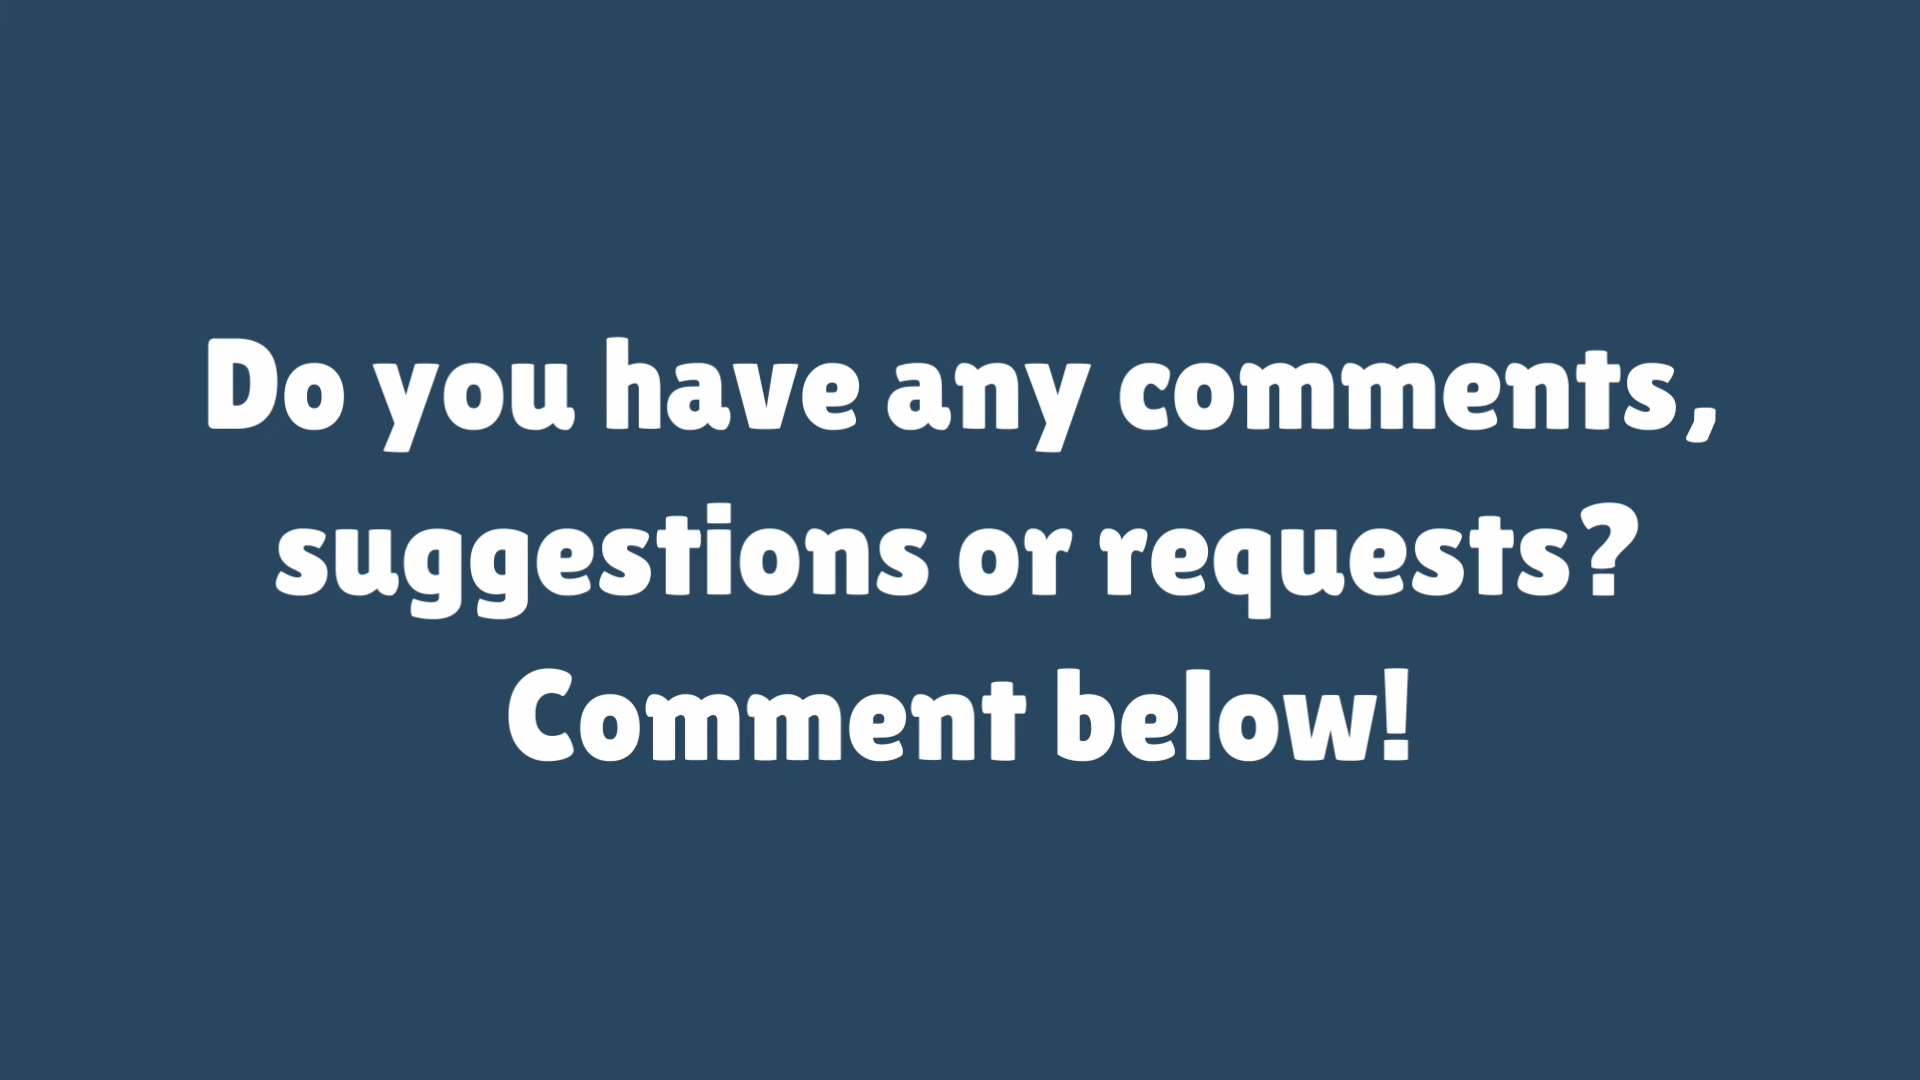 Do you have any comments,
suggestions or requests?
Comment below!